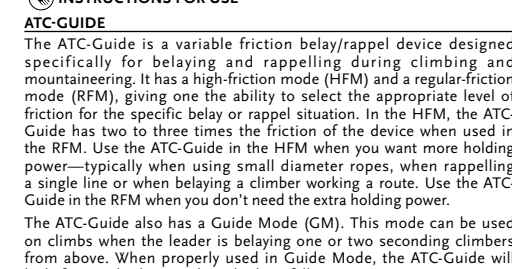 INSTRUCTIONS FOR USE
ATC-GUIDE
The ATC-Guide is a variable friction belay/rappel device designed
specifically for belaying and rappelling during climbing and
mountaineering. It has a high-friction mode (HFM) and a regular-friction
mode (RFM), giving one the ability to select the appropriate level of
friction for the specific belay or rappel situation. In the HFM, the ATC-
Guide has two to three times the friction of the device when used in
the RFM. Use the ATC-Guide in the HFM when you want more holding
power—typically when using small diameter ropes, when rappelling
a single line or when belaying a climber working a route. Use the ATC-
Guide in the RFM when you don't need the extra holding power.
The ATC-Guide also has a Guide Mode (GM). This mode can be used
on climbs when the leader is belaying one or two seconding climbers
from above. When properly used in Guide Mode, the ATC-Guide will